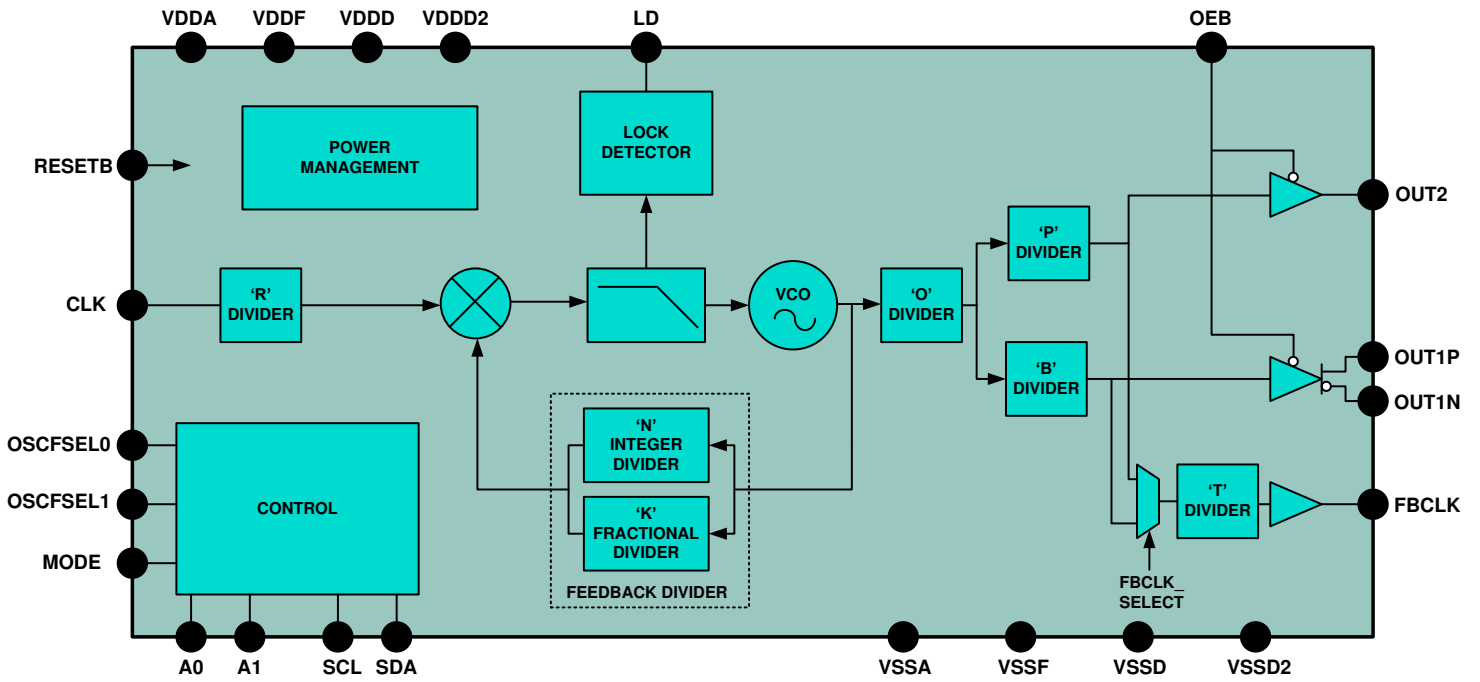 VDDA
VDDF
VDDD
VDDD2
LD
OEB
POWER
MANAGEMENT
LOCK
DETECTOR
RESETB
OUT2
‘P’
DIVIDER
CLK
‘R’
DIVIDER
VCO
‘O’
DIVIDER
‘B’
DIVIDER
OUT1P
OUT1N
OSCFSEL0
OSCFSEL1
MODE
CONTROL
‘N’
INTEGER
DIVIDER
‘K’
FRACTIONAL
DIVIDER
FEEDBACK DIVIDER
‘T’
DIVIDER
FBCLK
FBCLK_
SELECT
A0
A1
SCL
SDA
VSSA
VSSF
VSSD
VSSD2